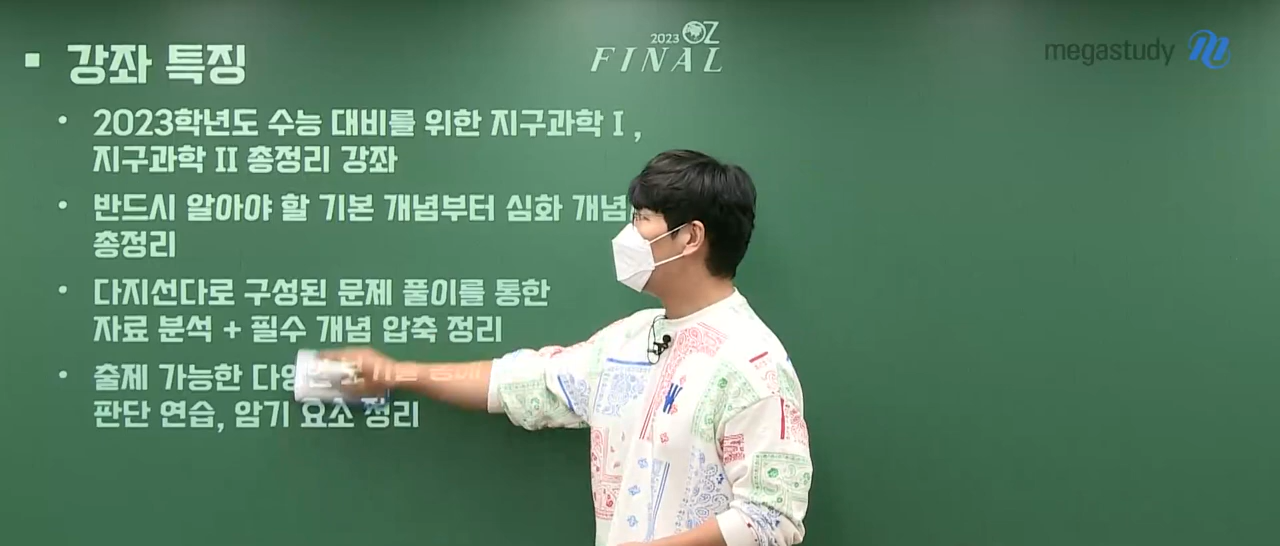 2023 OZ
FINAL
megastudy
강좌 특징
2023학년도 수능 대비를 위한 지구과학 I ,
지구과학 II 총정리 강좌
반드시 알아야 할 기본 개념부터 심화 개념
총정리
다지선다로 구성된 문제 풀이를 통한
자료 분석 + 필수 개념 압축 정리
출제 가능한
판단 연습, 암기 요소 정리